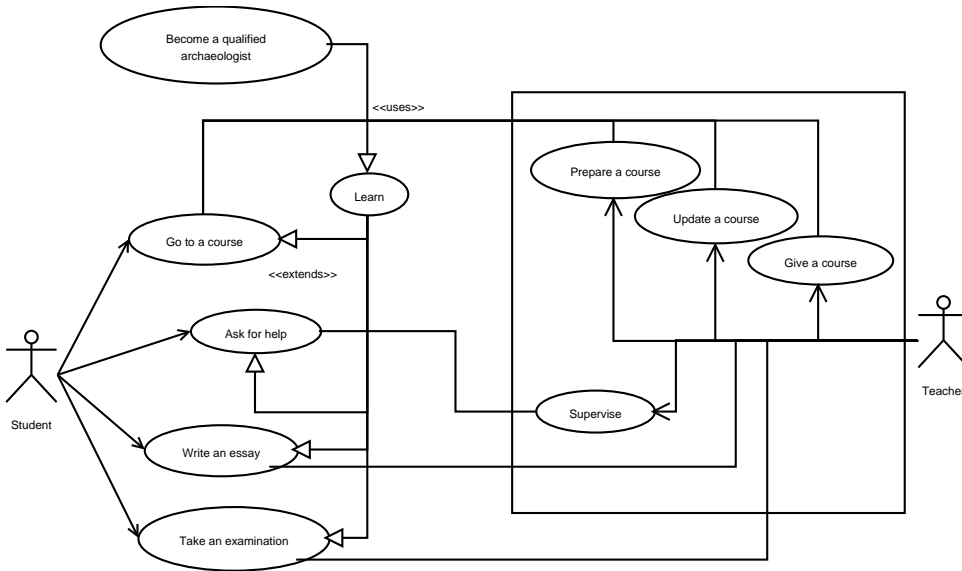 Become a qualified
archaeologist
<<uses>>
Prepare a course
Learn
Update a course
Go to a course
Give a course
<<extends>>
Ask for help
Teacher
Supervise
Student
Write an essay
Take an examination